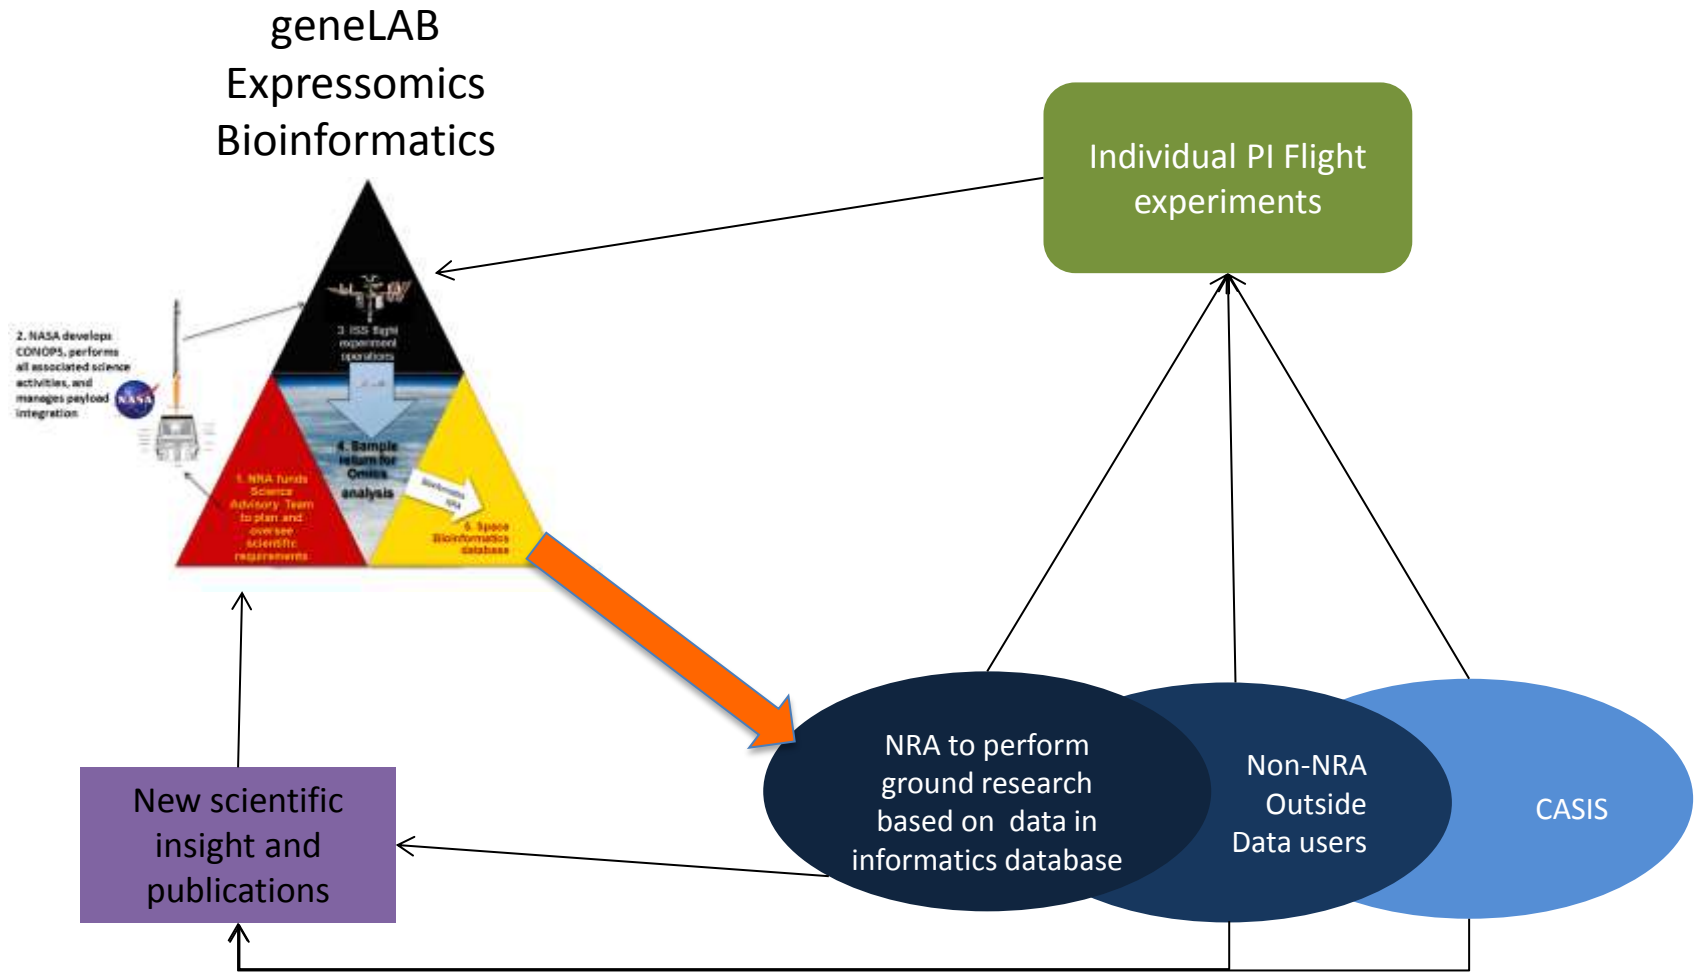 geneLAB
Expressomics
Bioinformatics
Individual PI Flight
experiments
2. NASA develops
CONOPS, performs
all associated science
activities, and
manages payload
integration
NASA
3. ISS flight
experiment
operations
4. Sample
return for
Omics
analysis
1. NRA funds
Science
Advisory Team
to plan and
oversee
scientific
requirements
Bioinformatics
NRA
5. Space
Bioinformatics
database
NRA to perform
ground research
based on data in
informatics database
Non-NRA
Outside
Data users
CASIS
New scientific
insight and
publications